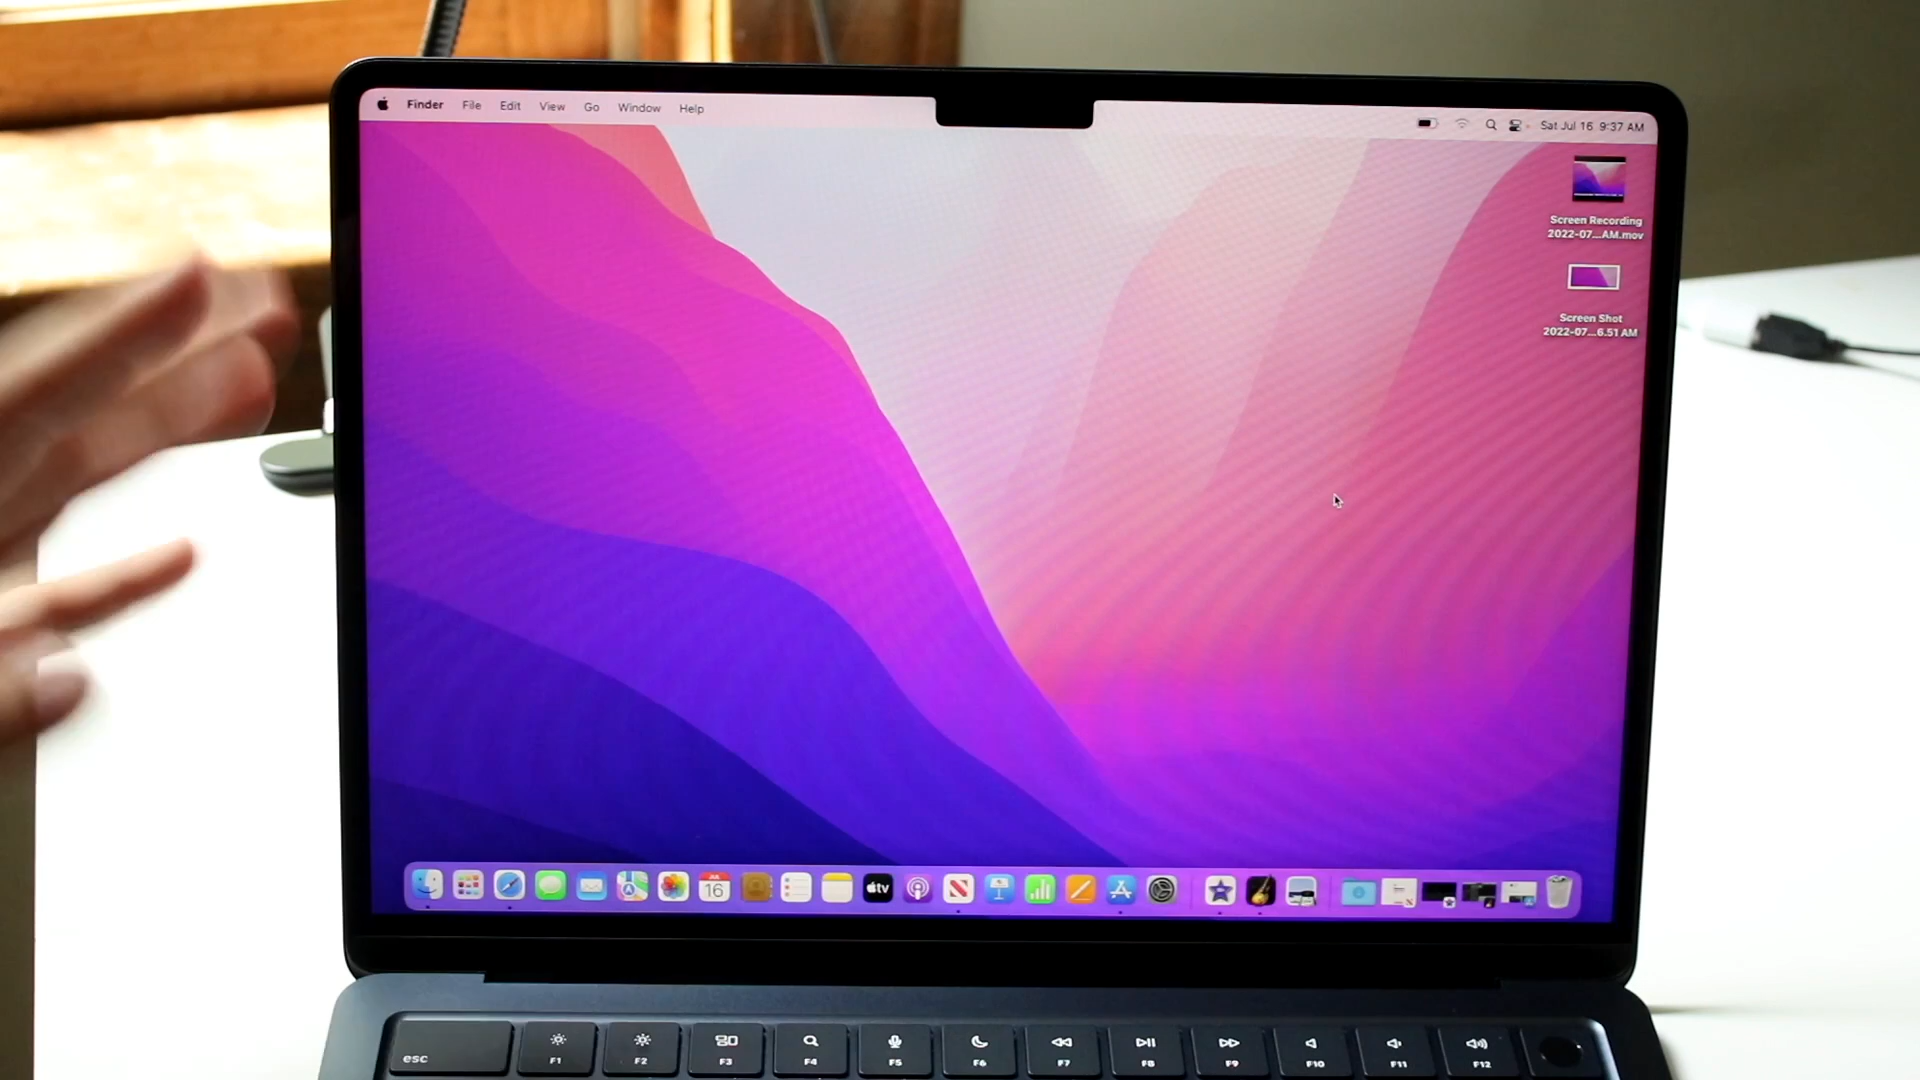 Finder File Edit View Go Window Help
Sat Jul 16 9:37 AM
Screen Recording
2022-07...AM.mov
Screen Shot
2022-07...6.51 AM
JUL
16
tv
esc
F1 F2 F3 F4 F5 F6 F7 F8 F9 F10 F11 F12